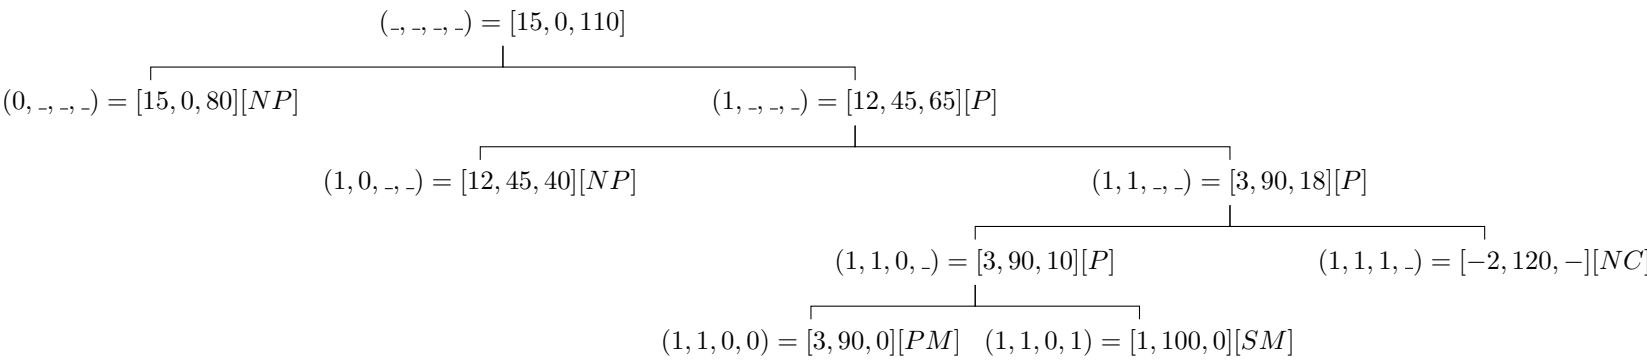 (_, _, _, _) = [15, 0, 110]
(0, _, _, _) = [15, 0, 80][NP]
(1, _, _, _) = [12, 45, 65][P]
(1, 0, _, _) = [12, 45, 40][NP]
(1, 1, _, _) = [3, 90, 18][P]
(1, 1, 0, _) = [3, 90, 10][P]
(1, 1, 1, _) = [−2, 120, −][NC]
(1, 1, 0, 0) = [3, 90, 0][PM]
(1, 1, 0, 1) = [1, 100, 0][SM]